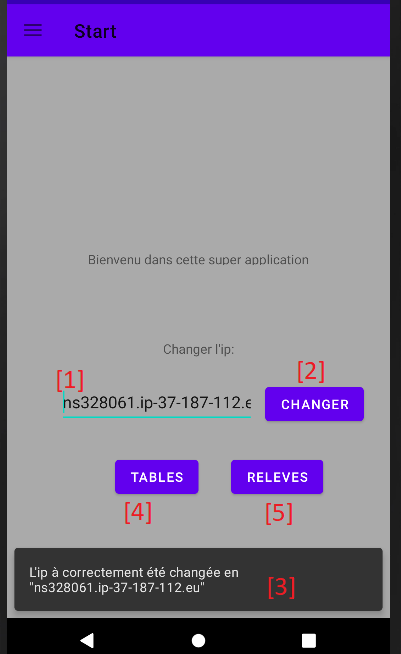 Start
Bienvenu dans cette super application
Changer l'ip:
[1]
[2]
ns328061.ip-37-187-112.e
CHANGER
TABLES
RELEVES
[4]
[5]
L'ip à correctement été changée en
"ns328061.ip-37-187-112.eu"
[3]